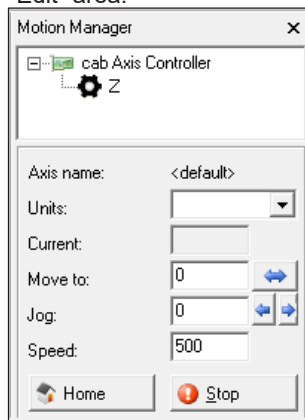 Edit" area.
Motion Manager x
cab Axis Controller
Z
Axis name: <default>
Units:
Current:
Move to: 0
Jog: 0
Speed: 500
Home Stop